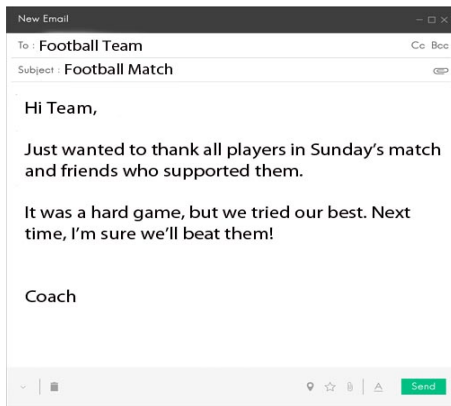 New Email
To : Football Team Cc Bcc
Subject : Football Match
Hi Team,
Just wanted to thank all players in Sunday's match
and friends who supported them.
It was a hard game, but we tried our best. Next
time, I'm sure we'll beat them!
Coach
A Send